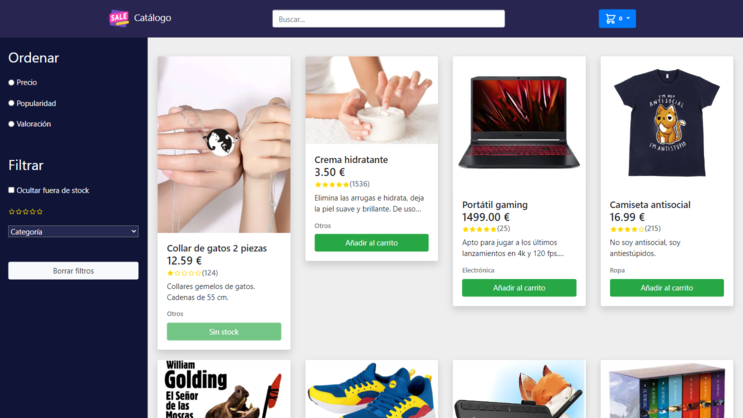 SALE
Catálogo
Buscar...
0
Ordenar
Precio
Popularidad
Valoración
Filtrar
Ocultar fuera de stock
Categoría
Borrar filtros
Collar de gatos 2 piezas
12.59 €
(124)
Collares gemelos de gatos.
Cadenas de 55 cm.
Otros
Sin stock
Crema hidratante
3.50 €
(1536)
Elimina las arrugas e hidrata, deja
la piel suave y brillante. De uso...
Otros
Añadir al carrito
Portátil gaming
1499.00 €
(25)
Apto para jugar a los últimos
lanzamientos en 4k y 120 fps....
Electrónica
Añadir al carrito
I'M NOT
ANTISOCIAL
I'M ANTISTUPID
Camiseta antisocial
16.99 €
(215)
No soy antisocial, soy
antiestúpidos.
Ropa
Añadir al carrito
William
Golding
El Señor
de las
Moscas